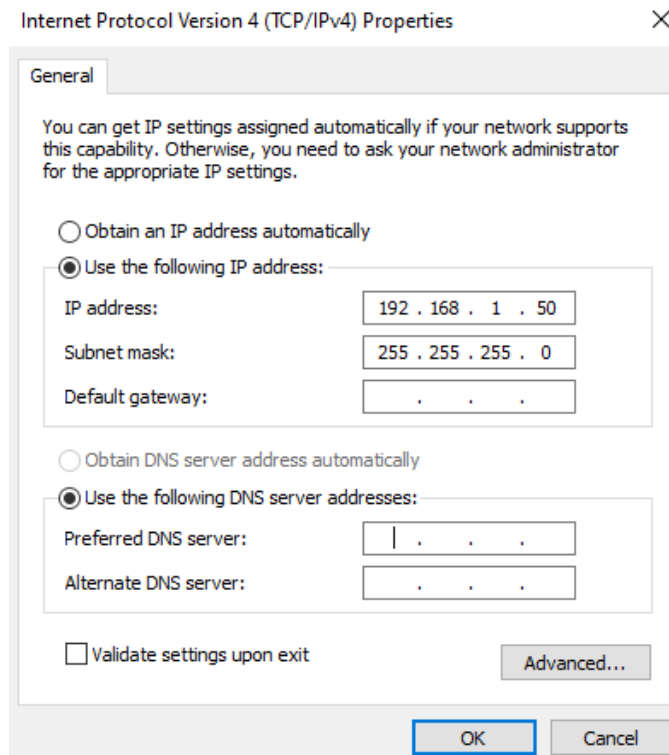 Internet Protocol Version 4 (TCP/IPv4) Properties
General
You can get IP settings assigned automatically if your network supports
this capability. Otherwise, you need to ask your network administrator
for the appropriate IP settings.
Obtain an IP address automatically
Use the following IP address:
IP address: 192 . 168 . 1 . 50
Subnet mask: 255 . 255 . 255 . 0
Default gateway: . . .
Obtain DNS server address automatically
Use the following DNS server addresses:
Preferred DNS server: . . .
Alternate DNS server: . . .
Validate settings upon exit
Advanced...
OK Cancel